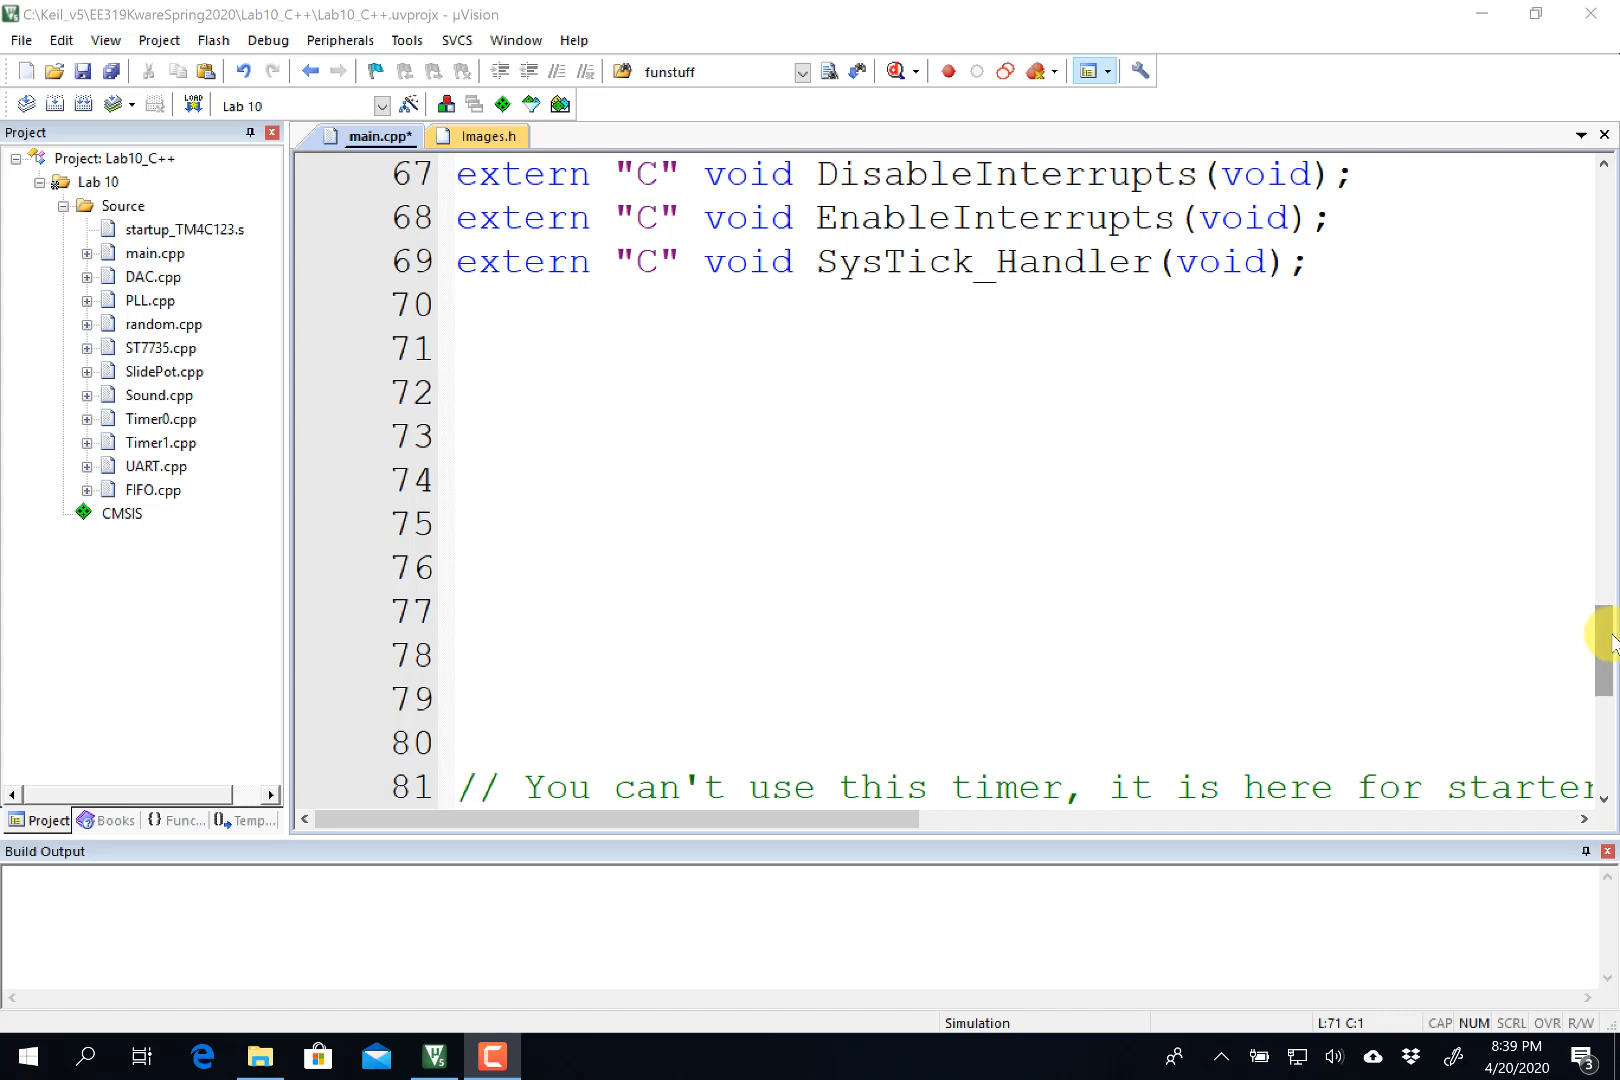 C:\Keil_v5\EE319KwareSpring2020\Lab10_C++\Lab10_C++.uvprojx - µVision
File Edit View Project Flash Debug Peripherals Tools SVCS Window Help
funstuff
LOAD Lab 10
Project
main.cpp* Images.h
Project: Lab10_C++
Lab 10
Source
startup_TM4C123.s
main.cpp
DAC.cpp
PLL.cpp
random.cpp
ST7735.cpp
SlidePot.cpp
Sound.cpp
Timer0.cpp
Timer1.cpp
UART.cpp
FIFO.cpp
CMSIS
67 extern "C" void DisableInterrupts(void);
68 extern "C" void EnableInterrupts(void);
69 extern "C" void SysTick_Handler(void);
70
71
72
73
74
75
76
77
78
79
80
81 // You can't use this timer, it is here for starter
Project Books {} Func... 0 Temp...
Build Output
Simulation L:71 C:1 CAP NUM SCRL OVR R/W
8:39 PM
4/20/2020
3